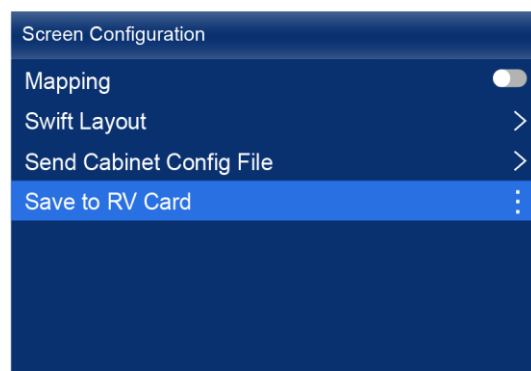 Screen Configuration
Mapping
Swift Layout
Send Cabinet Config File
Save to RV Card